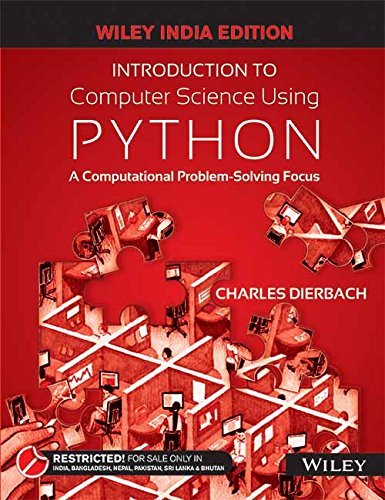 WILEY INDIA EDITION
INTRODUCTION TO
Computer Science Using
PYTHON
A Computational Problem-Solving Focus
CHARLES DIERBACH
RESTRICTED! FOR SALE ONLY IN
INDIA, BANGLADESH, NEPAL, PAKISTAN, SRI LANKA & BHUTAN
WILEY